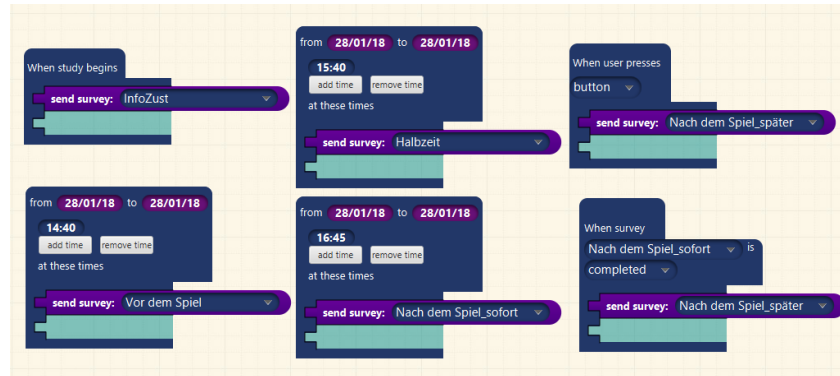 When study begins
send survey: InfoZust
from 28/01/18 to 28/01/18
15:40
add time remove time
at these times
send survey: Halbzeit
When user presses
button
send survey: Nach dem Spiel_später
from 28/01/18 to 28/01/18
14:40
add time remove time
at these times
send survey: Vor dem Spiel
from 28/01/18 to 28/01/18
16:45
add time remove time
at these times
send survey: Nach dem Spiel_sofort
When survey
Nach dem Spiel_sofort is
completed
send survey: Nach dem Spiel_später